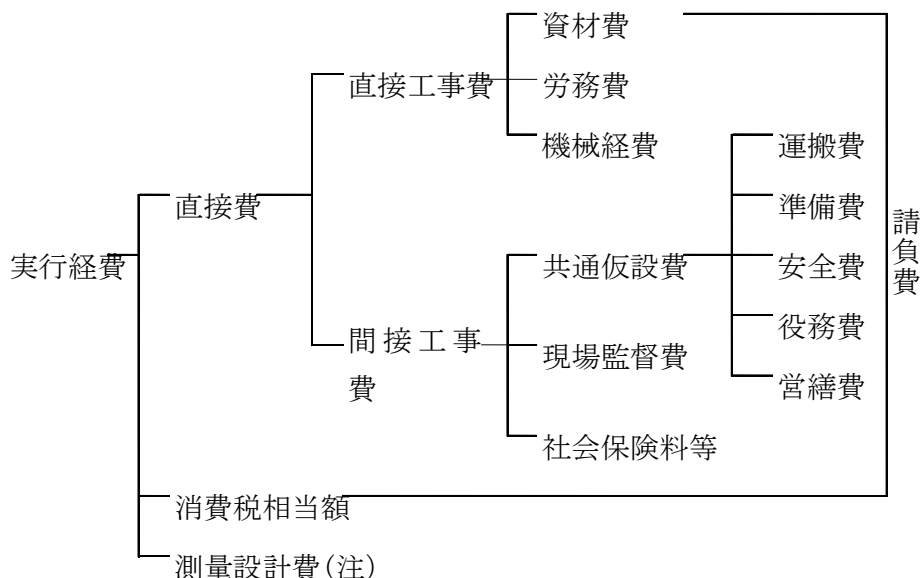 資材費
直接工事費
労務費
機械経費
運搬費
直接費
準備費
請負費
実行経費
共通仮設費
安全費
役務費
間接工事
費
現場監督費
営繕費
社会保険料等
消費税相当額
測量設計費(注)